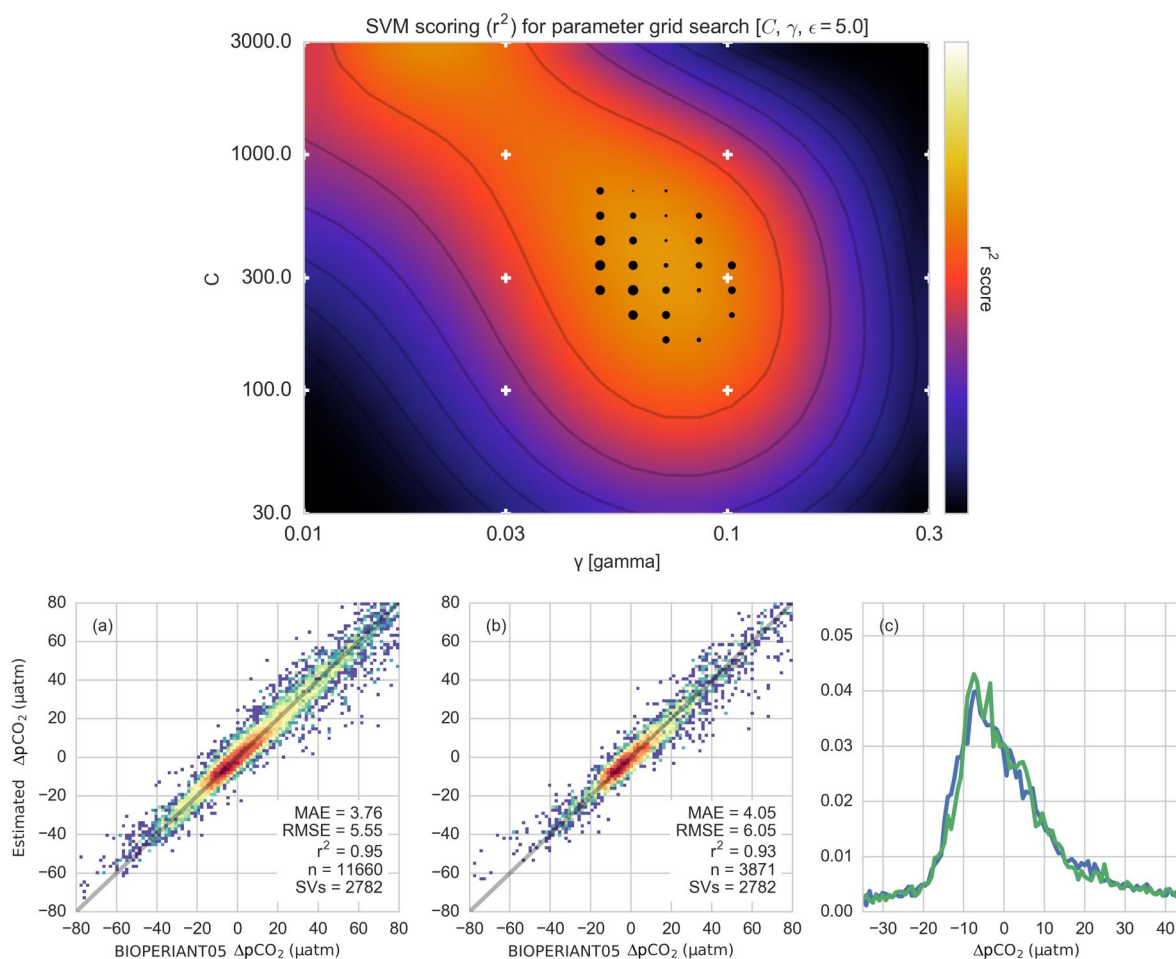 SVM scoring (r²) for parameter grid search [C, γ, ϵ = 5.0]
3000.0
1000.0
300.0
100.0
30.0
C
0.01 0.03 0.1 0.3
γ [gamma]
r² score
(a)
80
60
40
20
0
−20
−40
−60
−80
Estimated ΔpCO₂ (µatm)
MAE = 3.76
RMSE = 5.55
r² = 0.95
n = 11660
SVs = 2782
−80 −60 −40 −20 0 20 40 60 80
BIOPERIANT05 ΔpCO₂ (µatm)
(b)
80
60
40
20
0
−20
−40
−60
−80
MAE = 4.05
RMSE = 6.05
r² = 0.93
n = 3871
SVs = 2782
−80 −60 −40 −20 0 20 40 60 80
BIOPERIANT05 ΔpCO₂ (µatm)
(c)
0.05
0.04
0.03
0.02
0.01
0.00
−30 −20 −10 0 10 20 30 40
ΔpCO₂ (µatm)